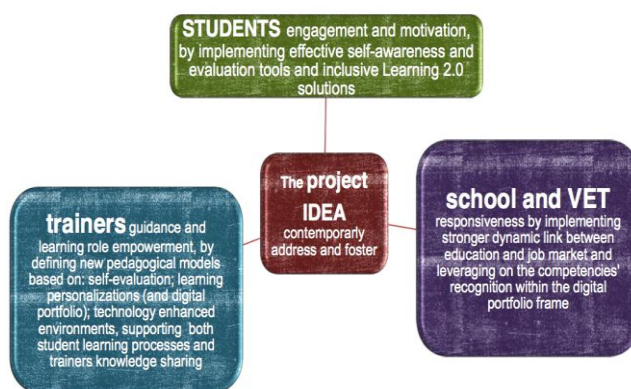 STUDENTS engagement and motivation,
by implementing effective self-awareness and
evaluation tools and inclusive Learning 2.0
solutions
The project
IDEA
contemporarly
address and foster
trainers guidance and
learning role empowerment, by
defining new pedagogical models
based on: self-evaluation; learning
personalizations (and digital
portfolio); technology enhanced
environments, supporting both
student learning processes and
trainers knowledge sharing
school and VET
responsiveness by implementing
stronger dynamic link between
education and job market and
leveraging on the competencies'
recognition within the digital
portfolio frame